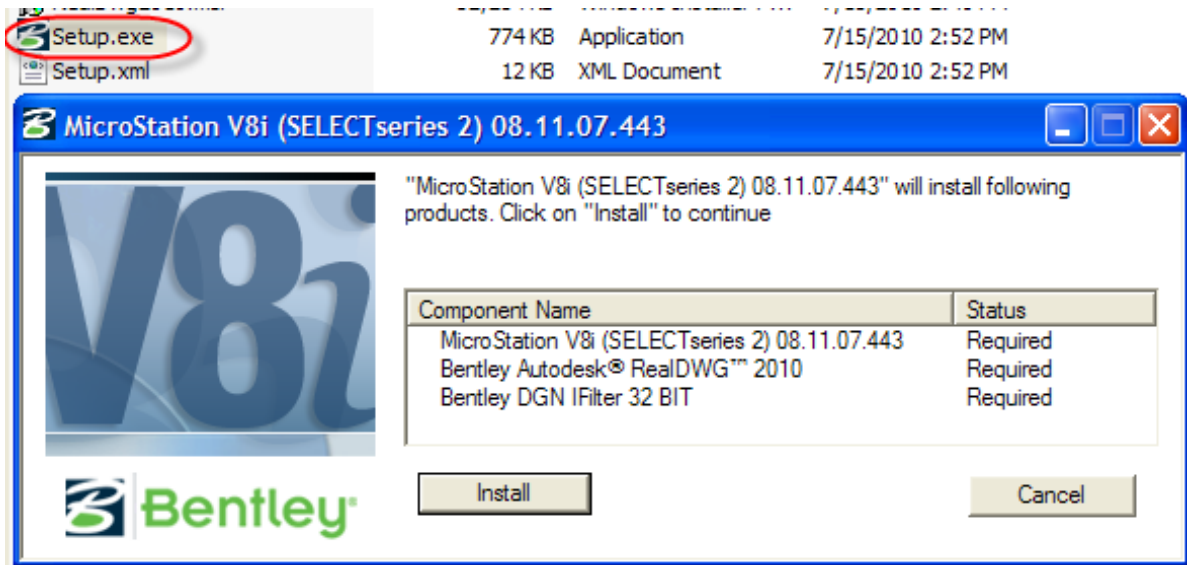 Setup.exe 774 KB Application 7/15/2010 2:52 PM
Setup.xml 12 KB XML Document 7/15/2010 2:52 PM
MicroStation V8i (SELECTseries 2) 08.11.07.443
V8i
"MicroStation V8i (SELECTseries 2) 08.11.07.443" will install following
products. Click on "Install" to continue
Component Name Status
MicroStation V8i (SELECTseries 2) 08.11.07.443 Required
Bentley Autodesk® RealDWG™ 2010 Required
Bentley DGN IFilter 32 BIT Required
Bentley®
Install Cancel